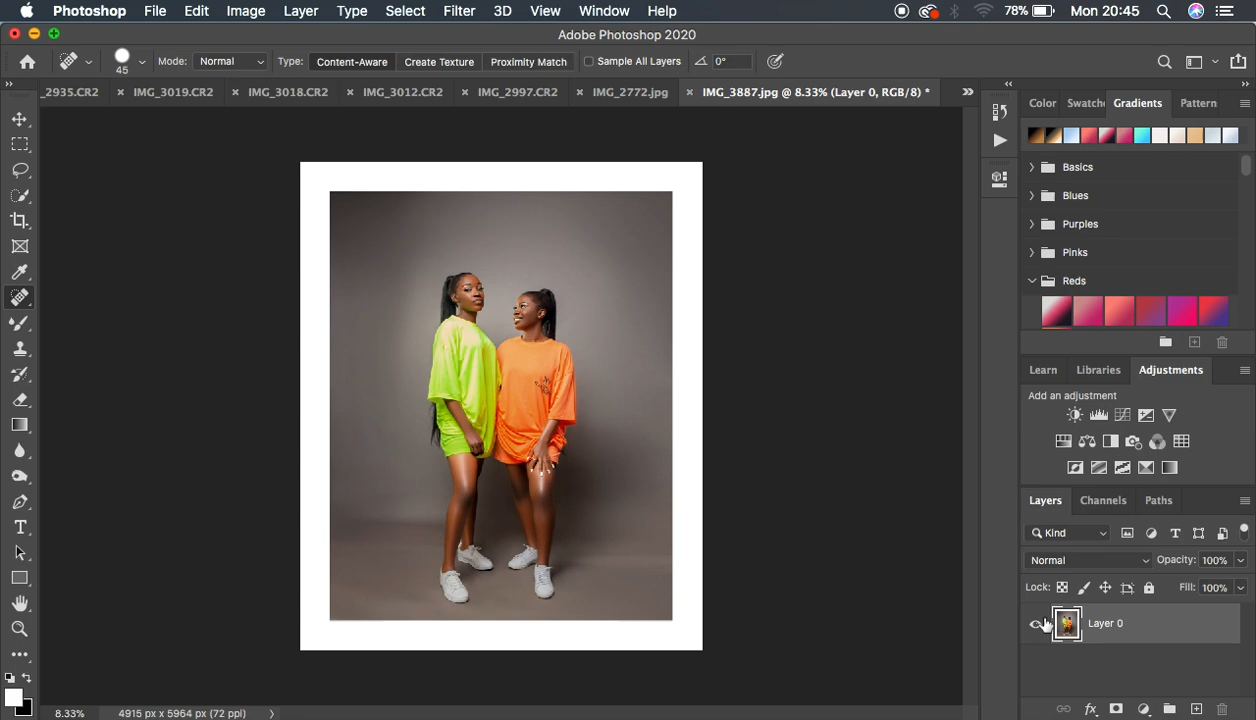 Photoshop File Edit Image Layer Type Select Filter 3D View Window Help 78% Mon 20:45
Adobe Photoshop 2020
45 Mode: Normal Type: Content-Aware Create Texture Proximity Match Sample All Layers 0°
_2935.CR2 × IMG_3019.CR2 × IMG_3018.CR2 × IMG_3012.CR2 × IMG_2997.CR2 × IMG_2772.jpg × IMG_3887.jpg @ 8.33% (Layer 0, RGB/8) *
Color Swatche Gradients Pattern
Basics
Blues
Purples
Pinks
Reds
Learn Libraries Adjustments
Add an adjustment
Layers Channels Paths
Kind
Normal Opacity: 100%
Lock: Fill: 100%
Layer 0
8.33% 4915 px x 5964 px (72 ppi)